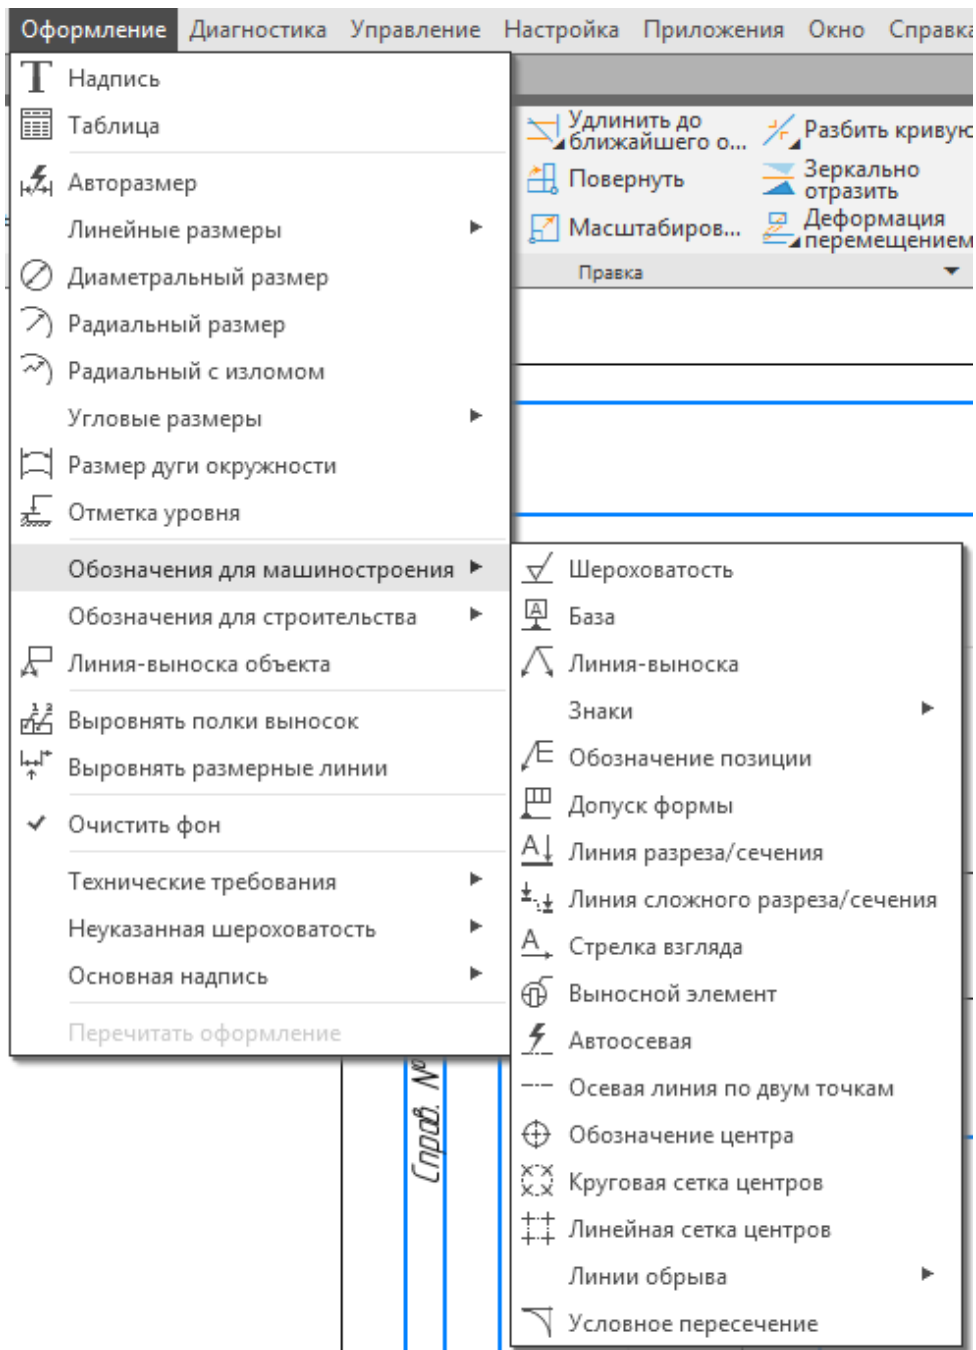 Оформление Диагностика Управление Настройка Приложения Окно Справка
Надпись
Таблица
Авторазмер
Линейные размеры
Диаметральный размер
Радиальный размер
Радиальный с изломом
Угловые размеры
Размер дуги окружности
Отметка уровня
Обозначения для машиностроения
Обозначения для строительства
Линия-выноска объекта
Выровнять полки выносок
Выровнять размерные линии
Очистить фон
Технические требования
Неуказанная шероховатость
Основная надпись
Перечитать оформление
Удлинить до
ближайшего о...
Повернуть
Масштабиров...
Разбить кривую
Зеркально
отразить
Деформация
перемещением
Правка
Шероховатость
База
Линия-выноска
Знаки
Обозначение позиции
Допуск формы
Линия разреза/сечения
Линия сложного разреза/сечения
Стрелка взгляда
Выносной элемент
Автоосевая
Осевая линия по двум точкам
Обозначение центра
Круговая сетка центров
Линейная сетка центров
Линии обрыва
Условное пересечение
Справ. №